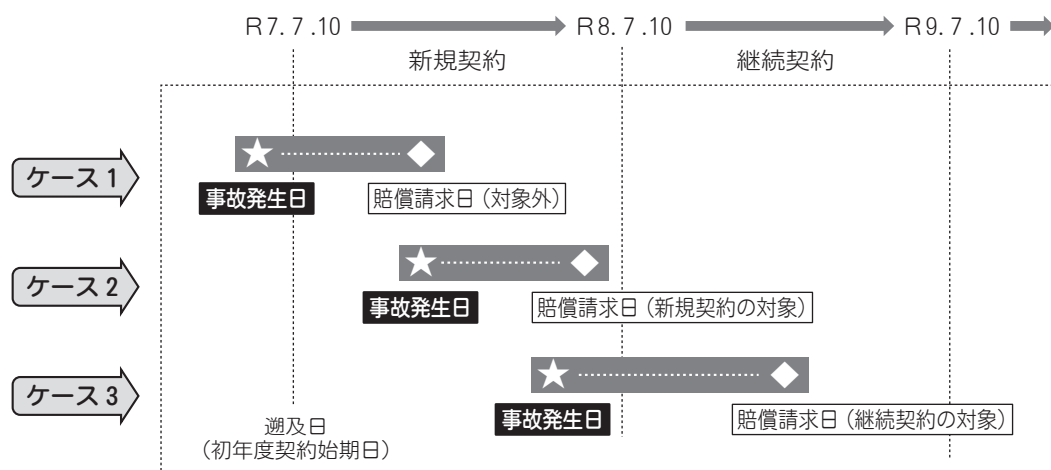 R7.7.10 R8.7.10 R9.7.10
新規契約 継続契約
ケース1
事故発生日 賠償請求日(対象外)
ケース2
事故発生日 賠償請求日(新規契約の対象)
ケース3
事故発生日 賠償請求日(継続契約の対象)
遡及日
(初年度契約始期日)